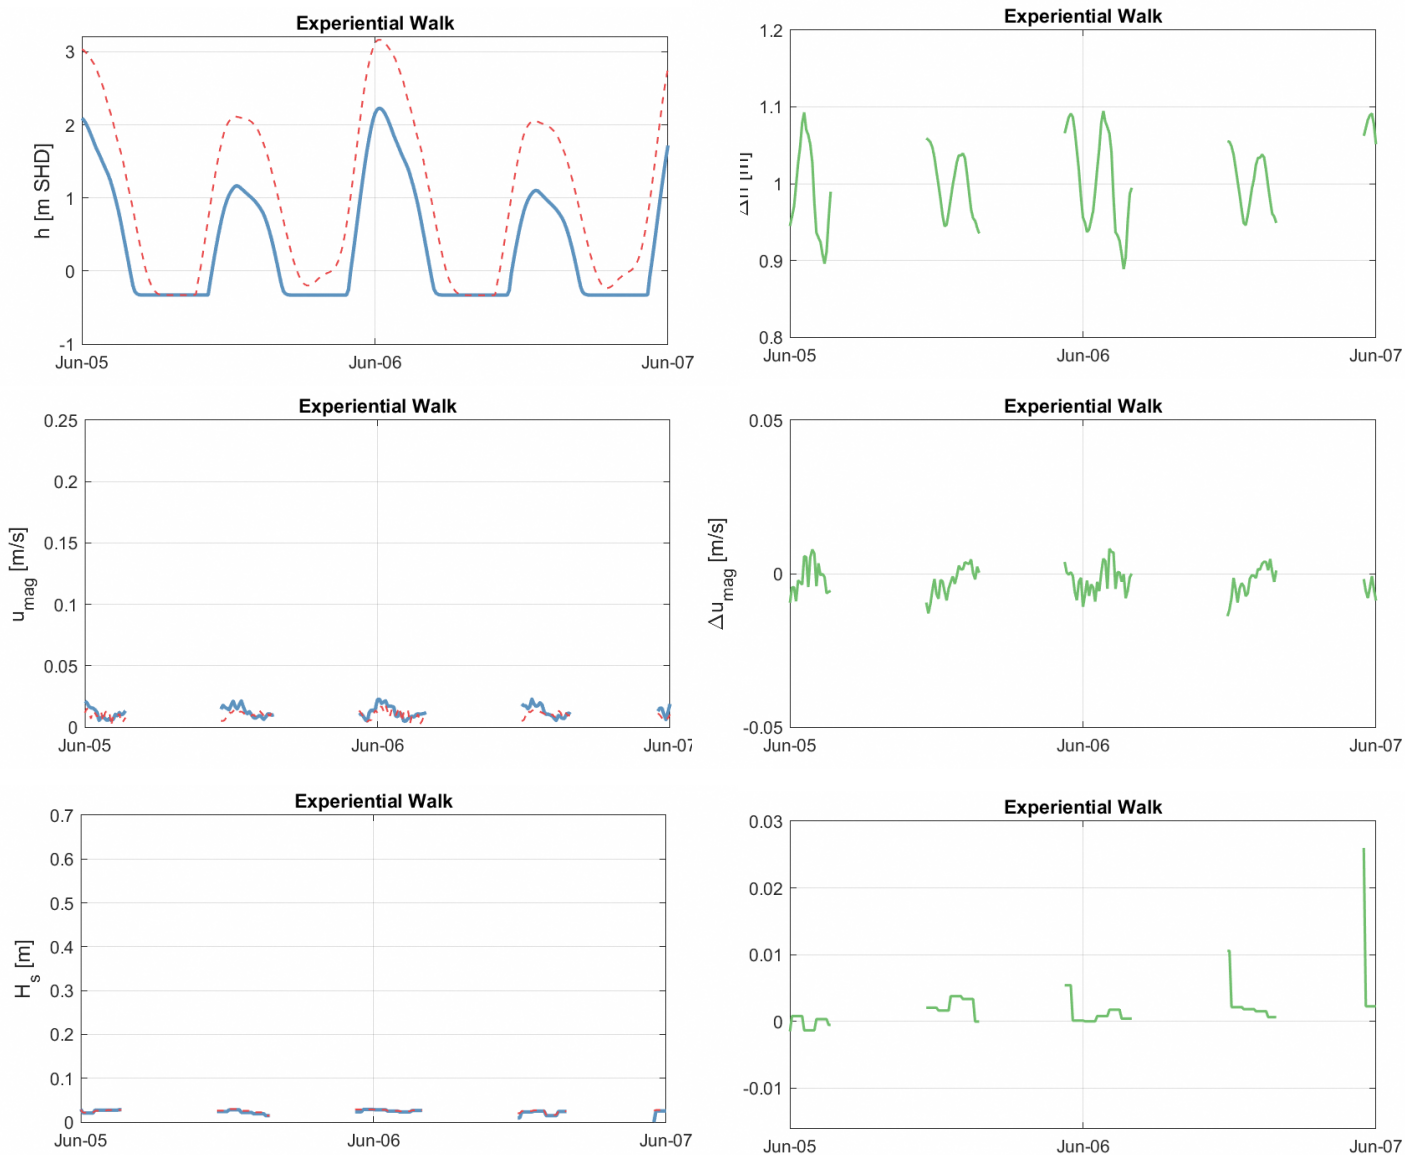 Experiential Walk
h [m SHD]
3
2
1
0
-1
Jun-05 Jun-06 Jun-07
Experiential Walk
1.2
1.1
1
0.9
0.8
Jun-05 Jun-06 Jun-07
Experiential Walk
u_mag [m/s]
0.25
0.2
0.15
0.1
0.05
0
Jun-05 Jun-06
Experiential Walk
Δu_mag [m/s]
0.05
0
-0.05
Jun-05 Jun-06 Jun-07
Experiential Walk
H_s [m]
0.7
0.6
0.5
0.4
0.3
0.2
0.1
0
Jun-05 Jun-06 Jun-07
Experiential Walk
0.03
0.02
0.01
0
-0.01
Jun-05 Jun-06 Jun-07